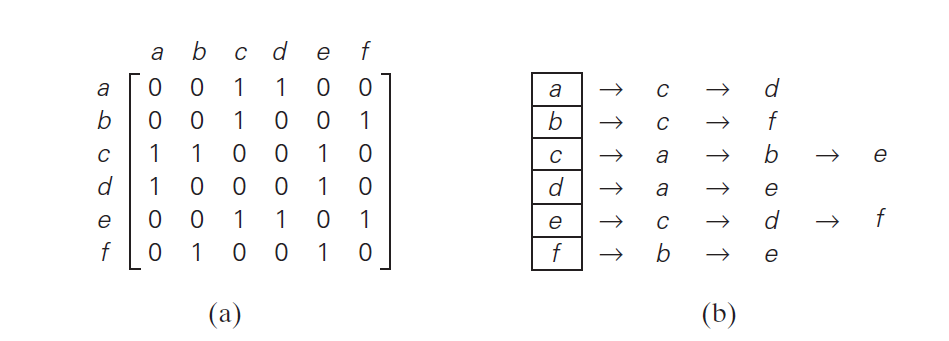 a b c d e f
a 0 0 1 1 0 0
b 0 0 1 0 0 1
c 1 1 0 0 1 0
d 1 0 0 0 1 0
e 0 0 1 1 0 1
f 0 1 0 0 1 0
(a)
a → c → d
b → c → f
c → a → b → e
d → a → e
e → c → d → f
f → b → e
(b)